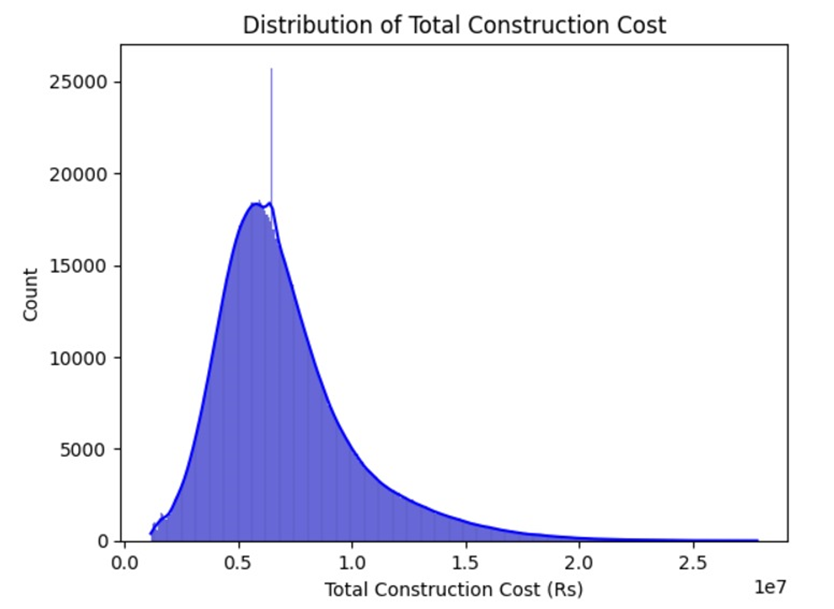 Distribution of Total Construction Cost
25000
20000
15000
10000
5000
0
Count
0.0 0.5 1.0 1.5 2.0 2.5
1e7
Total Construction Cost (Rs)